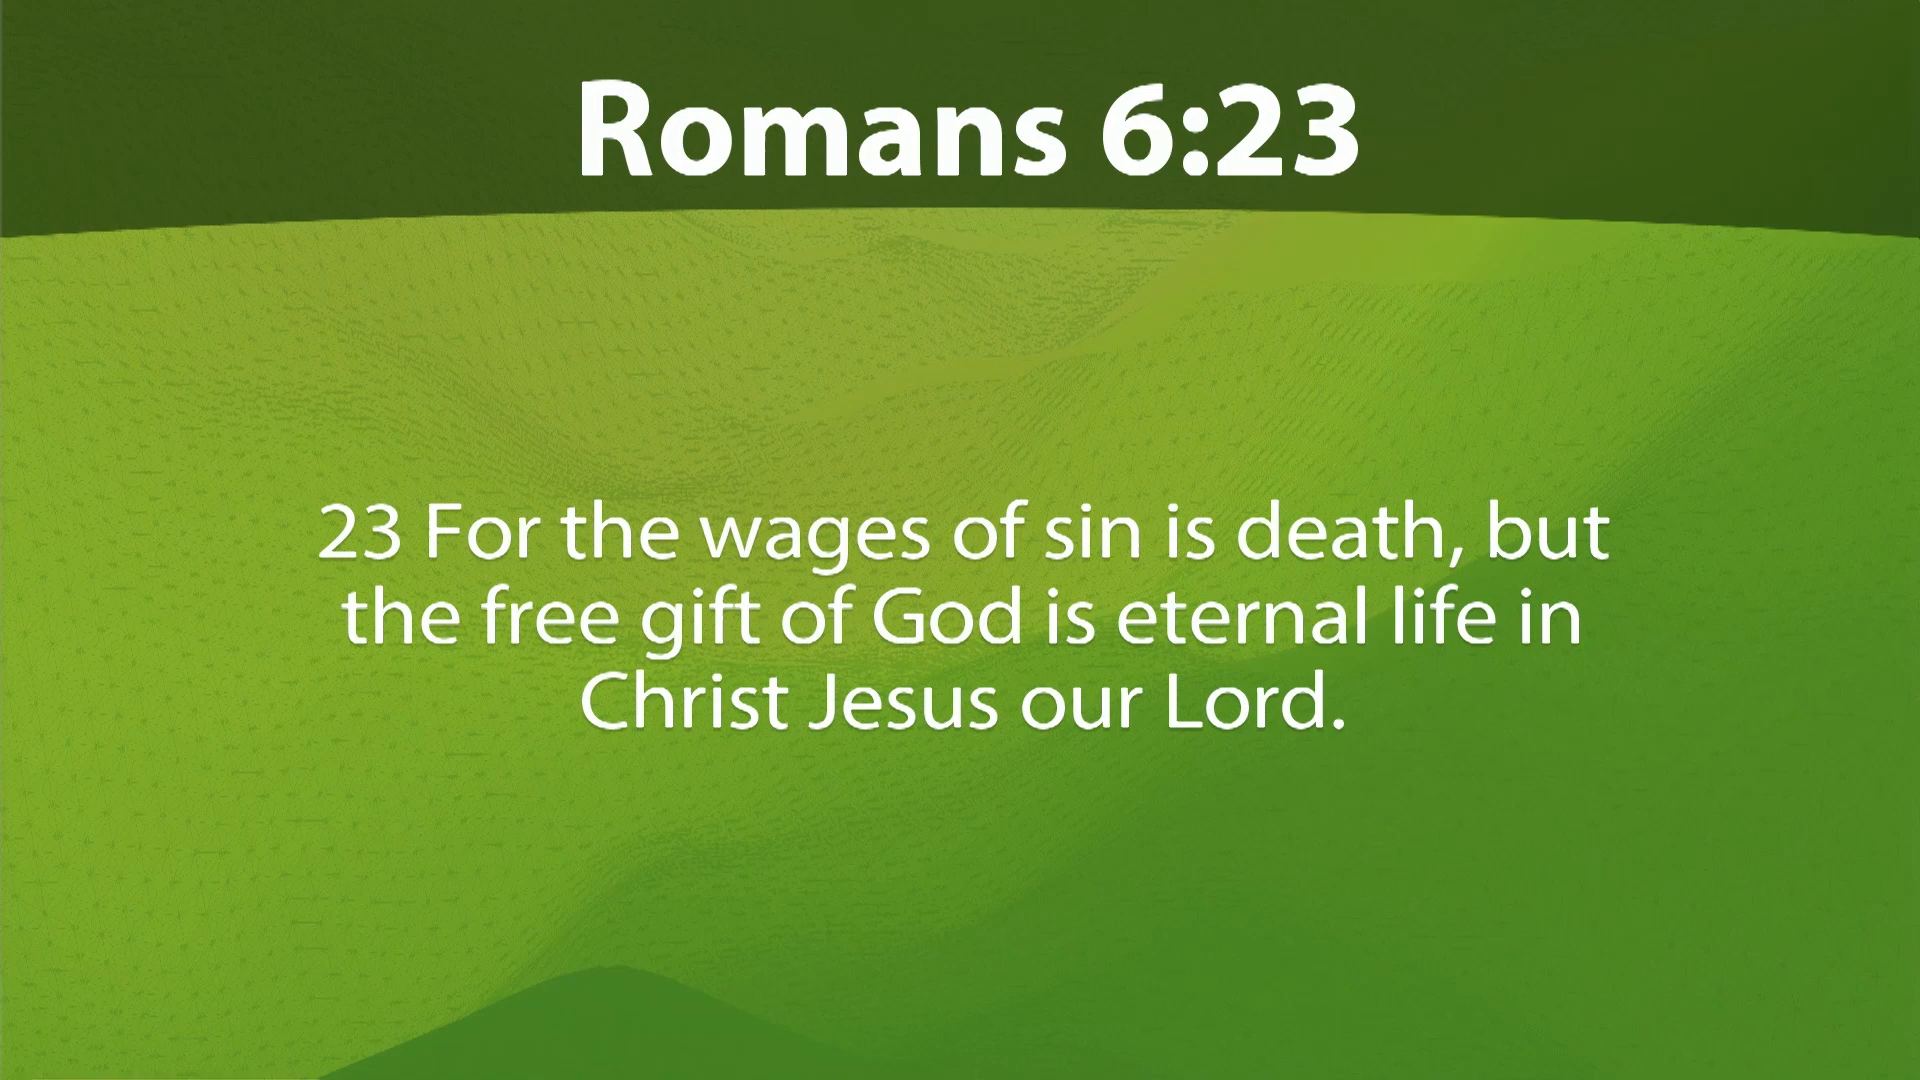 Romans 6:23
23 For the wages of sin is death, but
the free gift of God is eternal life in
Christ Jesus our Lord.